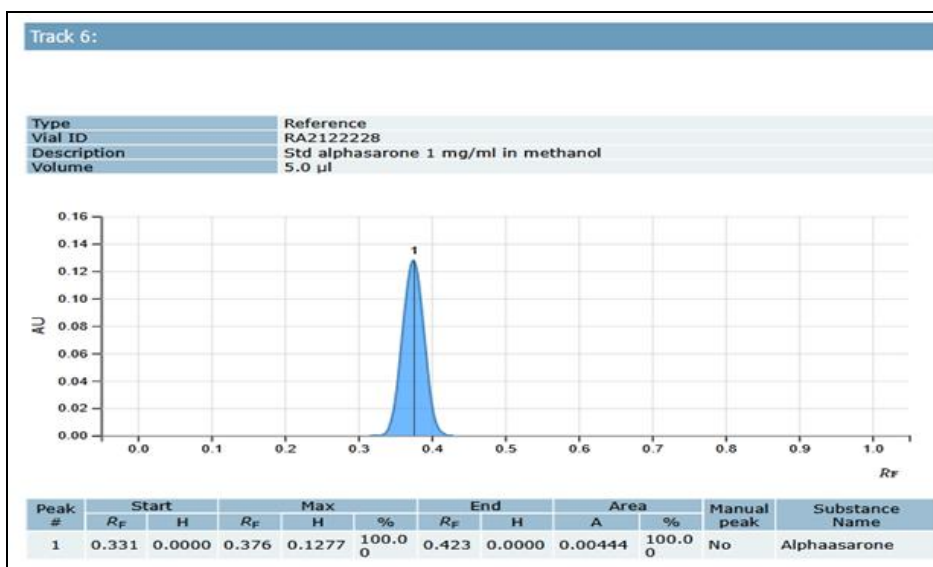 Track 6:
Type Reference
Vial ID RA2122228
Description Std alphasarone 1 mg/ml in methanol
Volume 5.0 µl
0.16
0.14
1
0.12
0.10
AU
0.08
0.06
0.04
0.02
0.00
0.0 0.1 0.2 0.3 0.4 0.5 0.6 0.7 0.8 0.9 1.0
RF
Peak Start Max End Area Manual Substance
# RF H RF H % RF H A % peak Name
1 0.331 0.0000 0.376 0.1277 100.0 0.423 0.0000 0.00444 100.0 No Alphaasarone
0 0